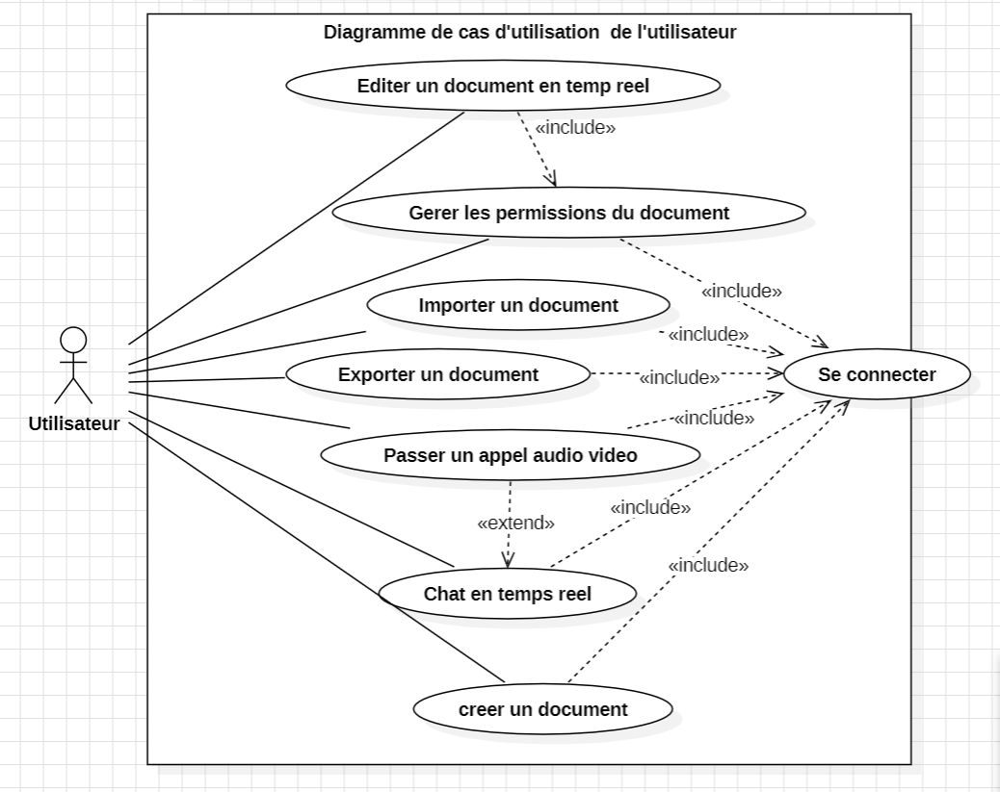 Diagramme de cas d'utilisation  de l'utilisateur
Editer un document en temp reel
«include»
Gerer les permissions du document
«include»
Importer un document
«include»
Exporter un document
«include»
Se connecter
Utilisateur
«include»
Passer un appel audio video
«include»
«extend»
«include»
Chat en temps reel
creer un document